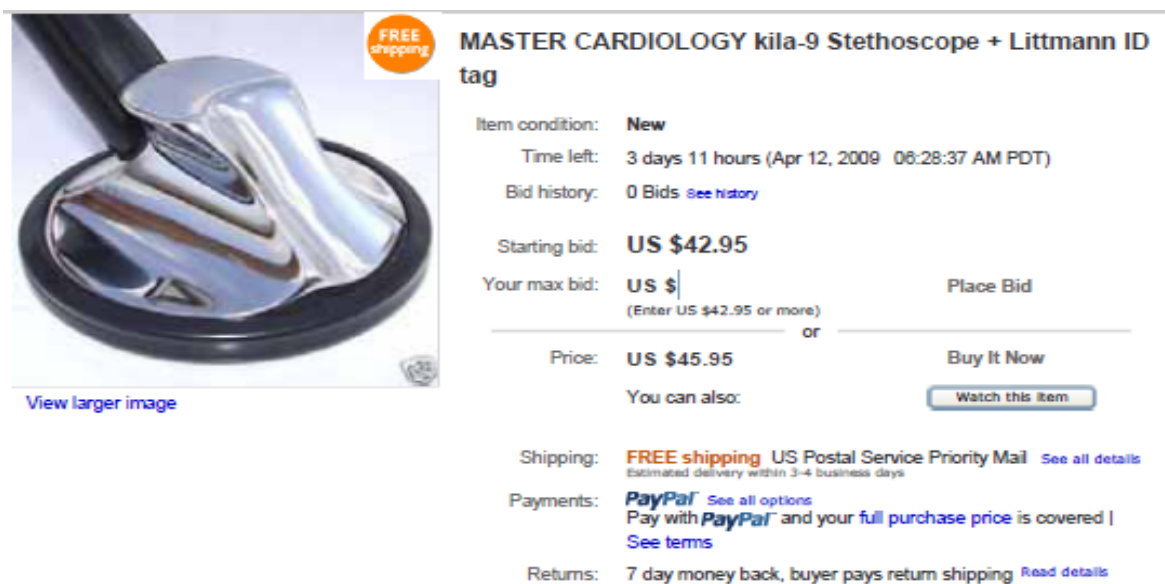 FREE
shipping
MASTER CARDIOLOGY kila-9 Stethoscope + Littmann ID
tag
Item condition: New
Time left: 3 days 11 hours (Apr 12, 2009 06:28:37 AM PDT)
Bid history: 0 Bids See history
Starting bid: US $42.95
Your max bid: US $ Place Bid
(Enter US $42.95 or more)
or
Price: US $45.95 Buy It Now
You can also: Watch this item
View larger image
Shipping: FREE shipping US Postal Service Priority Mail See all details
Estimated delivery within 3-4 business days
Payments: PayPal See all options
Pay with PayPal and your full purchase price is covered |
See terms
Returns: 7 day money back, buyer pays return shipping Read details